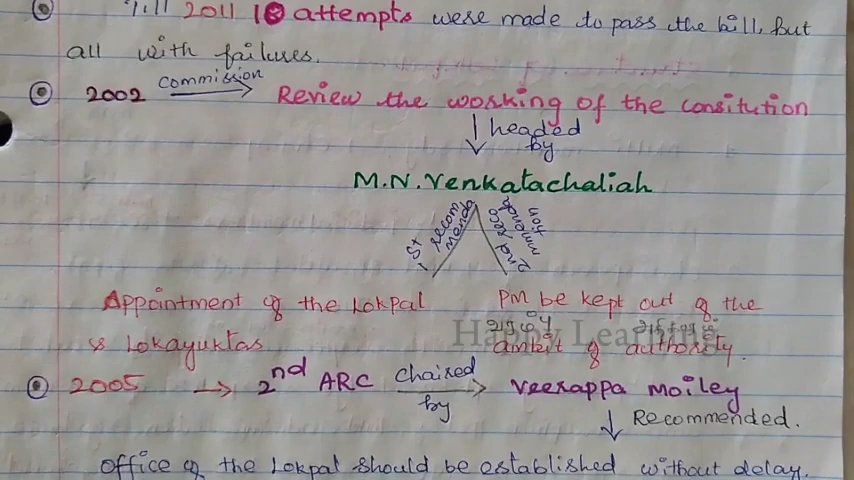 Till 2011 10 attempts were made to pass the bill, but
all with failures.
2002 commission → Review the working of the consitution
headed by
M.N. Venkatachaliah
1st recommenda
2nd recommendation
Appointment of the Lokpal
& Lokayuktas
PM be kept out of the
ambit of authority.
Happy Learning
2005 → 2nd ARC chaired by → Veerappa Moiley
Recommended.
office of the Lokpal should be established without delay.